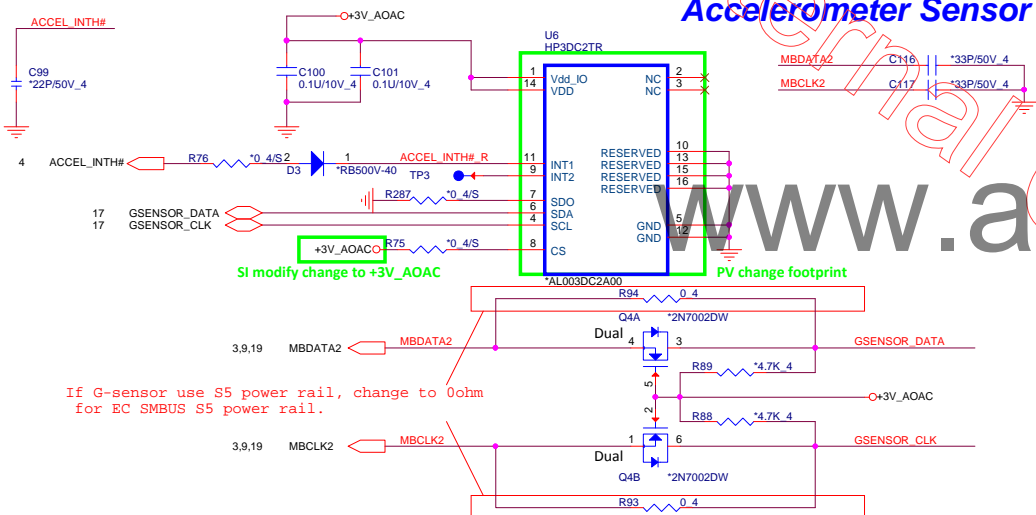 Accelerometer Sensor
ACCEL_INTH#
C99
*22P/50V_4
+3V_AOAC
C100
0.1U/10V_4
C101
0.1U/10V_4
U6
HP3DC2TR
1 Vdd_IO
14 VDD
NC 2
NC 3
RESERVED 10
RESERVED 13
RESERVED 15
RESERVED 16
GND 5
GND 12
11 INT1
9 INT2
7 SDO
6 SDA
4 SCL
8 CS
*AL003DC2A00
MBDATA2 C116 *33P/50V_4
MBCLK2 C117 *33P/50V_4
4 ACCEL_INTH# R76 *0_4/S 2 D3 1 *RB500V-40 ACCEL_INTH#_R
TP3
R287 *0_4/S
17 GSENSOR_DATA
17 GSENSOR_CLK
+3V_AOAC R75 *0_4/S
SI modify change to +3V_AOAC
PV change footprint
www.a
R94 0_4
Q4A *2N7002DW
Dual 4 3
5
3,9,19 MBDATA2 MBDATA2 GSENSOR_DATA
R89 *4.7K_4
+3V_AOAC
If G-sensor use S5 power rail, change to 0ohm
for EC SMBUS S5 power rail.
R88 *4.7K_4
2
3,9,19 MBCLK2 MBCLK2 1 6 GSENSOR_CLK
Dual
Q4B *2N7002DW
R93 0_4